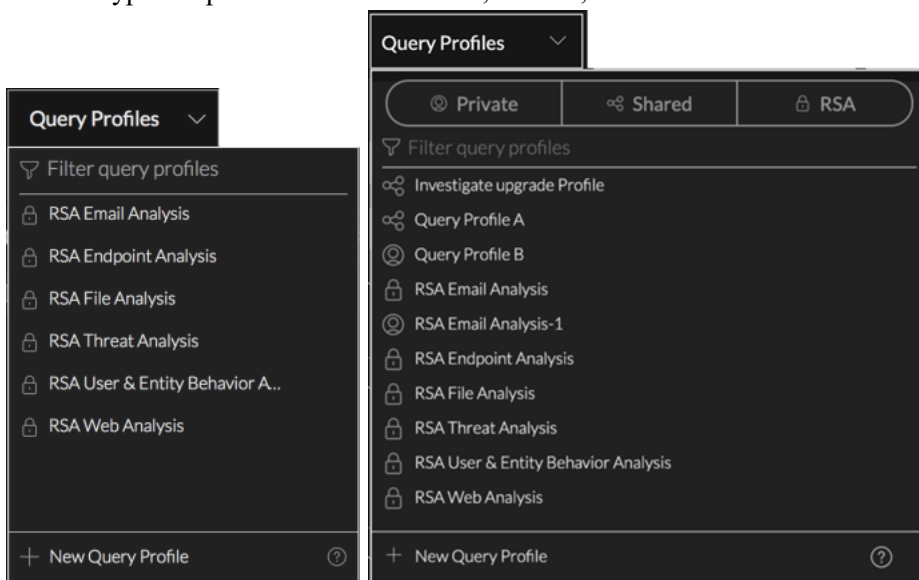 Query Profiles
Filter query profiles
RSA Email Analysis
RSA Endpoint Analysis
RSA File Analysis
RSA Threat Analysis
RSA User & Entity Behavior A...
RSA Web Analysis
New Query Profile
Query Profiles
Private Shared RSA
Filter query profiles
Investigate upgrade Profile
Query Profile A
Query Profile B
RSA Email Analysis
RSA Email Analysis-1
RSA Endpoint Analysis
RSA File Analysis
RSA Threat Analysis
RSA User & Entity Behavior Analysis
RSA Web Analysis
New Query Profile